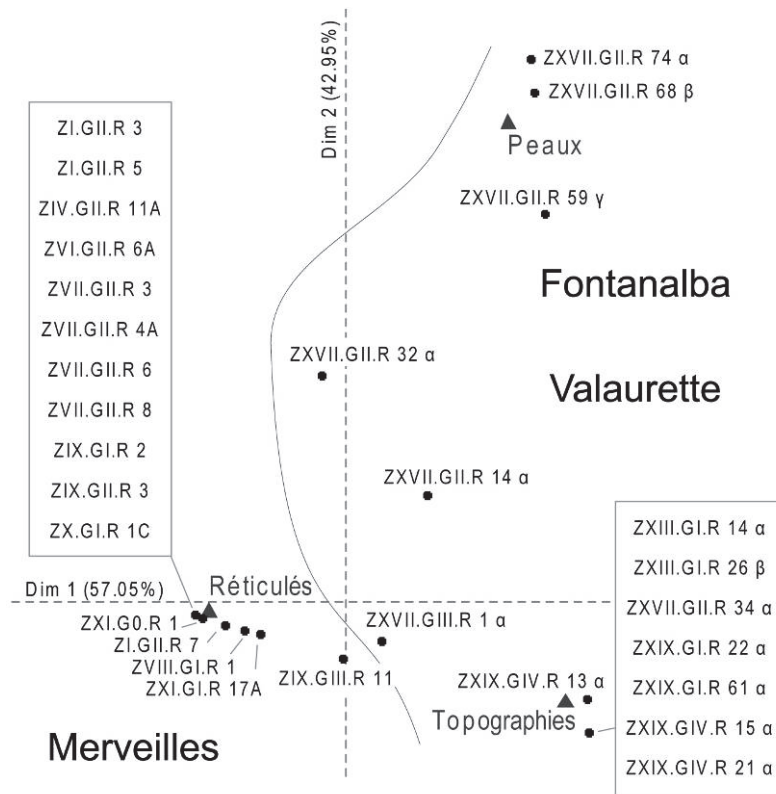 Dim 2 (42.95%)
ZXVII.GII.R 74 α
ZXVII.GII.R 68 β
Peaux
ZXVII.GII.R 59 γ
Fontanalba
Valaurette
ZI.GII.R 3
ZI.GII.R 5
ZIV.GII.R 11A
ZVI.GII.R 6A
ZVII.GII.R 3
ZVII.GII.R 4A
ZVII.GII.R 6
ZVII.GII.R 8
ZIX.GI.R 2
ZIX.GII.R 3
ZX.GI.R 1C
ZXVII.GII.R 32 α
ZXVII.GII.R 14 α
Dim 1 (57.05%)
Réticulés
ZXI.G0.R 1
ZI.GII.R 7
ZVIII.GI.R 1
ZXI.GI.R 17A
ZXVII.GIII.R 1 α
ZIX.GIII.R 11
ZXIX.GIV.R 13 α
Topographies
Merveilles
ZXIII.GI.R 14 α
ZXIII.GI.R 26 β
ZXVII.GII.R 34 α
ZXIX.GI.R 22 α
ZXIX.GI.R 61 α
ZXIX.GIV.R 15 α
ZXIX.GIV.R 21 α